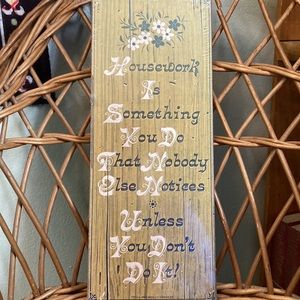 Housework
Is
Something
You Do
That Nobody
Else Notices
Unless
You Don't
Do It!